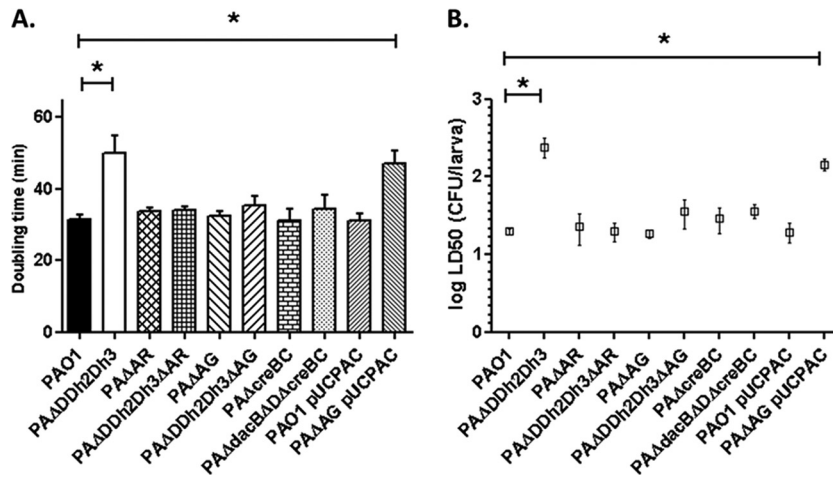 A.
*
*
Doubling time (min)
60
40
20
0
PAO1
PAΔDDh2Dh3
PAΔAR
PAΔDDh2Dh3ΔAR
PAΔAG
PAΔDDh2Dh3ΔAG
PAΔcreBC
PAΔdacBΔDΔcreBC
PAO1 pUCPAC
PAΔAG pUCPAC
B.
*
*
log LD50 (CFU/larva)
3
2
1
0
PAO1
PAΔDDh2Dh3
PAΔAR
PAΔDDh2Dh3ΔAR
PAΔAG
PAΔDDh2Dh3ΔAG
PAΔcreBC
PAΔdacBΔDΔcreBC
PAO1 pUCPAC
PAΔAG pUCPAC